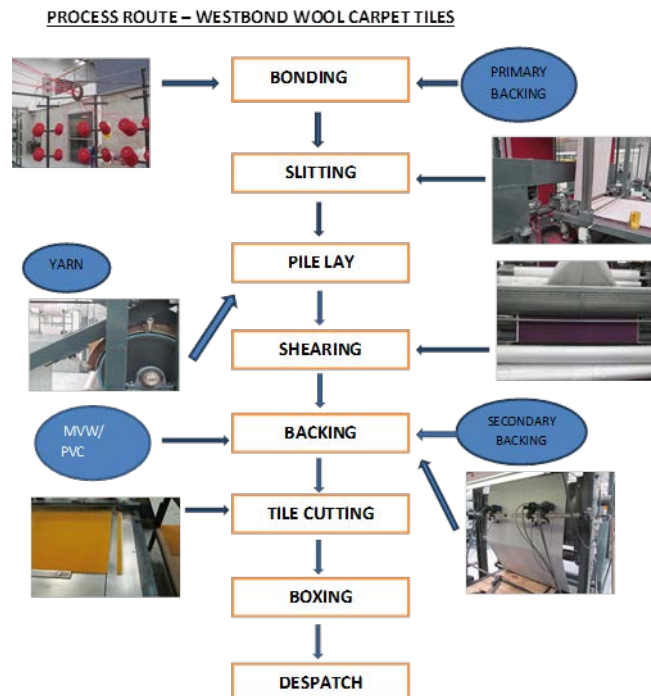 PROCESS ROUTE – WESTBOND WOOL CARPET TILES
BONDING
PRIMARY
BACKING
SLITTING
YARN
PILE LAY
SHEARING
MVW/
PVC
BACKING
SECONDARY
BACKING
TILE CUTTING
BOXING
DESPATCH